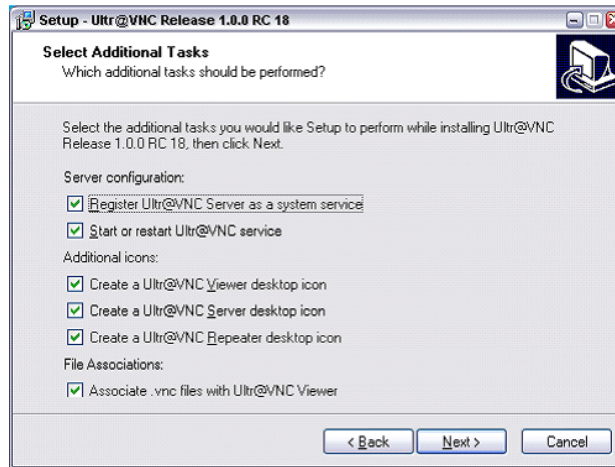 Setup - Ultr@VNC Release 1.0.0 RC 18
Select Additional Tasks
Which additional tasks should be performed?
Select the additional tasks you would like Setup to perform while installing Ultr@VNC
Release 1.0.0 RC 18, then click Next.
Server configuration:
Register Ultr@VNC Server as a system service
Start or restart Ultr@VNC service
Additional icons:
Create a Ultr@VNC Viewer desktop icon
Create a Ultr@VNC Server desktop icon
Create a Ultr@VNC Repeater desktop icon
File Associations:
Associate .vnc files with Ultr@VNC Viewer
< Back Next > Cancel